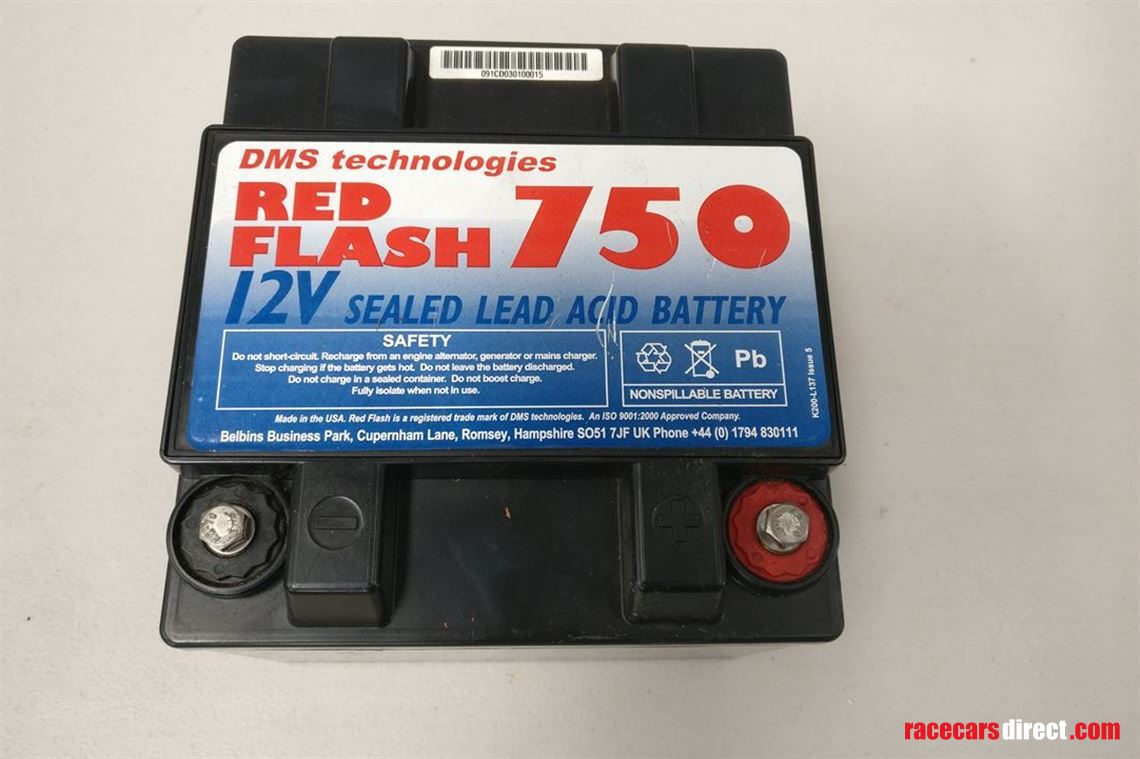 091CD030100015
DMS technologies
RED
FLASH 750
12V SEALED LEAD ACID BATTERY
SAFETY
Do not short-circuit. Recharge from an engine alternator, generator or mains charger.
Stop charging if the battery gets hot. Do not leave the battery discharged.
Do not charge in a sealed container. Do not boost charge.
Fully isolate when not in use.
Pb
NONSPILLABLE BATTERY
K200-L137 Issue 5
Made in the USA. Red Flash is a registered trade mark of DMS technologies. An ISO 9001:2000 Approved Company.
Belbins Business Park, Cupernham Lane, Romsey, Hampshire SO51 7JF UK Phone +44 (0) 1794 830111
racecarsdirect.com